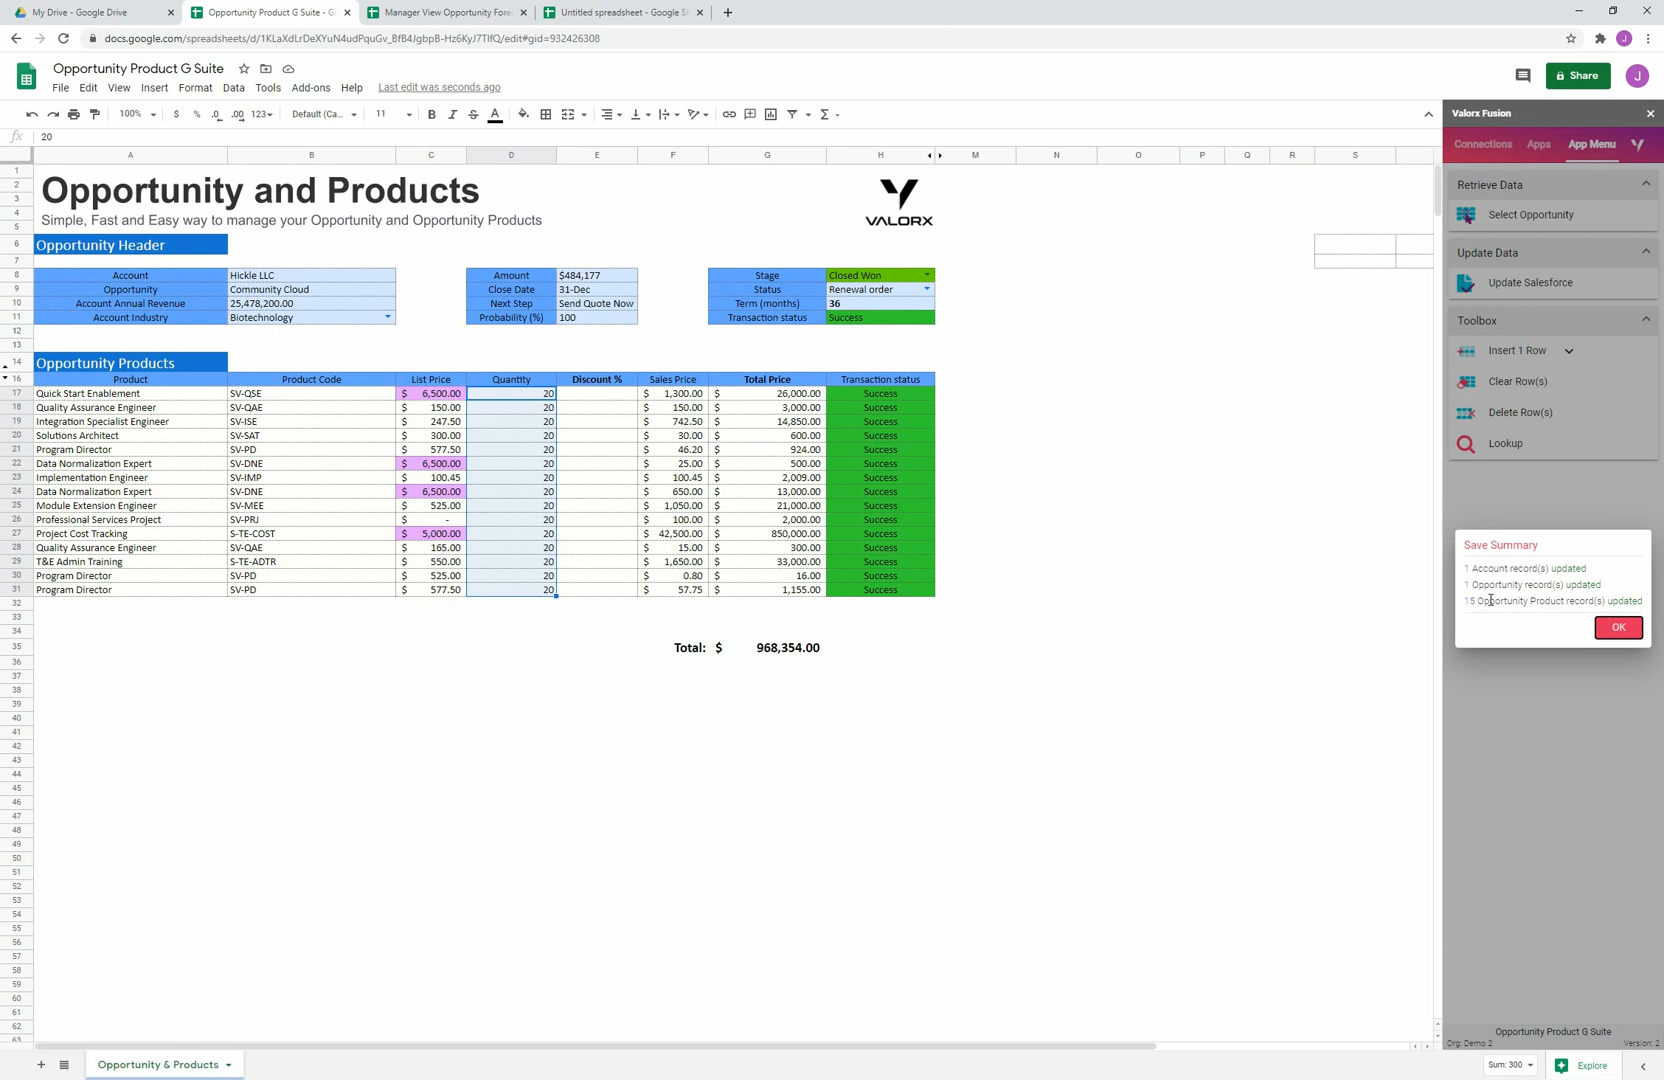 My Drive - Google Drive
Opportunity Product G Suite - G
Manager View Opportunity Fore
Untitled spreadsheet - Google S
docs.google.com/spreadsheets/d/1KLaXdLrDeXYuN4udPquGv_BfB4JgbpB-Hz6KyJ7TlfQ/edit#gid=932426308
J
Opportunity Product G Suite
File Edit View Insert Format Data Tools Add-ons Help Last edit was seconds ago
Share
J
100% $ % .0 .00 123 Default (Ca... 11 B I S A
fx 20
A B C D E F G H M N O P Q R S
Opportunity and Products
Simple, Fast and Easy way to manage your Opportunity and Opportunity Products
VALORX
Opportunity Header
Account Hickle LLC Amount $484,177 Stage Closed Won
Opportunity Community Cloud Close Date 31-Dec Status Renewal order
Account Annual Revenue 25,478,200.00 Next Step Send Quote Now Term (months) 36
Account Industry Biotechnology Probability (%) 100 Transaction status Success
Opportunity Products
Product Product Code List Price Quantity Discount % Sales Price Total Price Transaction status
17 Quick Start Enablement SV-QSE $ 6,500.00 20 $ 1,300.00 $ 26,000.00 Success
18 Quality Assurance Engineer SV-QAE $ 150.00 20 $ 150.00 $ 3,000.00 Success
19 Integration Specialist Engineer SV-ISE $ 247.50 20 $ 742.50 $ 14,850.00 Success
20 Solutions Architect SV-SAT $ 300.00 20 $ 30.00 $ 600.00 Success
21 Program Director SV-PD $ 577.50 20 $ 46.20 $ 924.00 Success
22 Data Normalization Expert SV-DNE $ 6,500.00 20 $ 25.00 $ 500.00 Success
23 Implementation Engineer SV-IMP $ 100.45 20 $ 100.45 $ 2,009.00 Success
24 Data Normalization Expert SV-DNE $ 6,500.00 20 $ 650.00 $ 13,000.00 Success
25 Module Extension Engineer SV-MEE $ 525.00 20 $ 1,050.00 $ 21,000.00 Success
26 Professional Services Project SV-PRJ $ - 20 $ 100.00 $ 2,000.00 Success
27 Project Cost Tracking S-TE-COST $ 5,000.00 20 $ 42,500.00 $ 850,000.00 Success
28 Quality Assurance Engineer SV-QAE $ 165.00 20 $ 15.00 $ 300.00 Success
29 T&E Admin Training S-TE-ADTR $ 550.00 20 $ 1,650.00 $ 33,000.00 Success
30 Program Director SV-PD $ 525.00 20 $ 0.80 $ 16.00 Success
31 Program Director SV-PD $ 577.50 20 $ 57.75 $ 1,155.00 Success
Total: $ 968,354.00
Valorx Fusion
Connections Apps App Menu
Retrieve Data
Select Opportunity
Update Data
Update Salesforce
Toolbox
Insert 1 Row
Clear Row(s)
Delete Row(s)
Lookup
Save Summary
1 Account record(s) updated
1 Opportunity record(s) updated
15 Opportunity Product record(s) updated
OK
Opportunity Product G Suite
Org: Demo 2 Version: 2
Opportunity & Products
Sum: 300
Explore